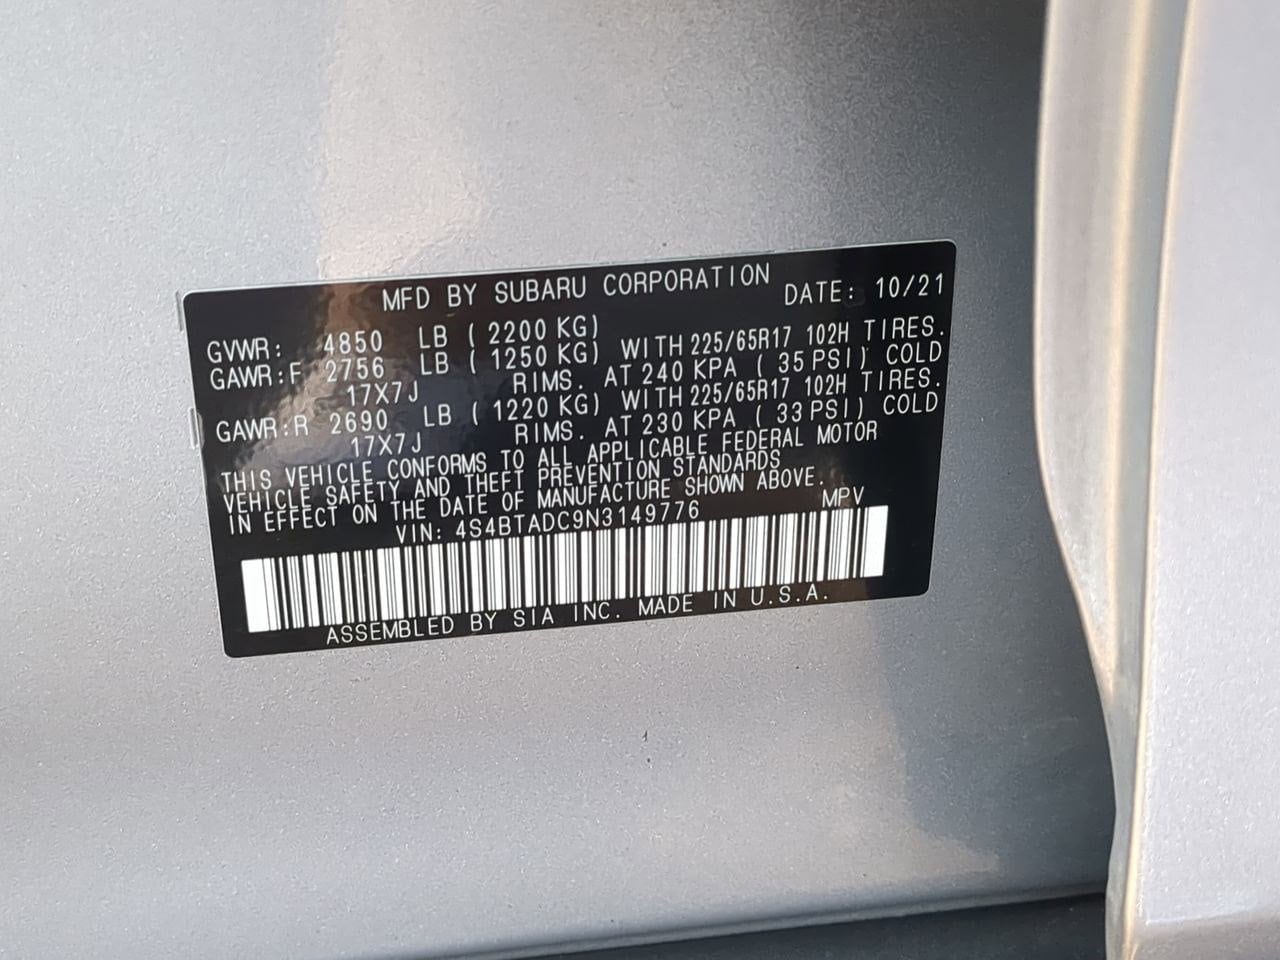 MFD BY SUBARU CORPORATION DATE: 10/21
GVWR: 4850 LB ( 2200 KG)
GAWR:F 2756 LB ( 1250 KG) WITH 225/65R17 102H TIRES.
17X7J RIMS. AT 240 KPA ( 35 PSI) COLD
GAWR:R 2690 LB ( 1220 KG) WITH 225/65R17 102H TIRES.
17X7J RIMS. AT 230 KPA ( 33 PSI) COLD
THIS VEHICLE CONFORMS TO ALL APPLICABLE FEDERAL MOTOR
VEHICLE SAFETY AND THEFT PREVENTION STANDARDS
IN EFFECT ON THE DATE OF MANUFACTURE SHOWN ABOVE.
VIN: 4S4BTADC9N3149776 MPV
ASSEMBLED BY SIA INC. MADE IN U.S.A.